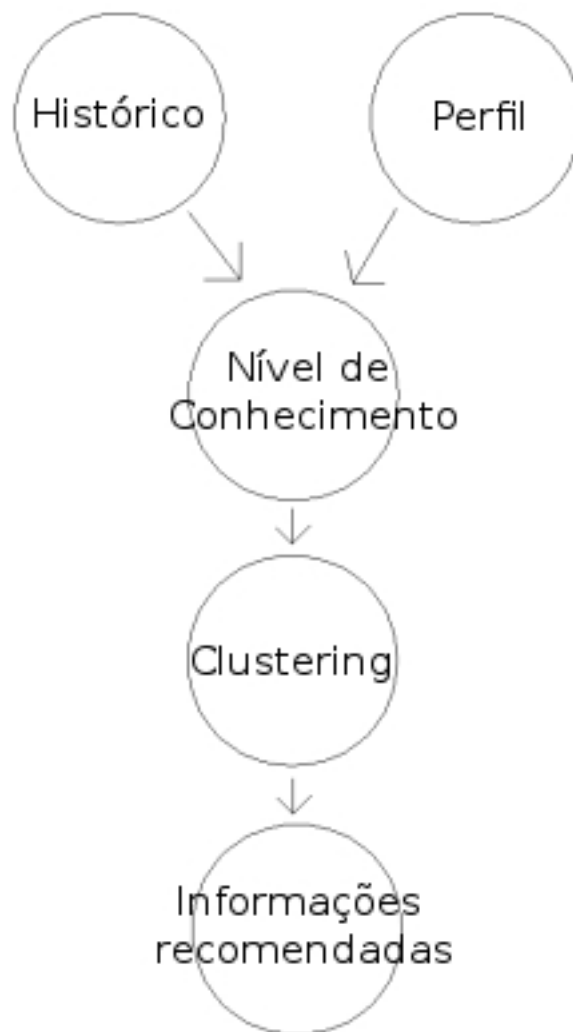 Histórico
Perfil
Nível de
Conhecimento
Clustering
Informações
recomendadas